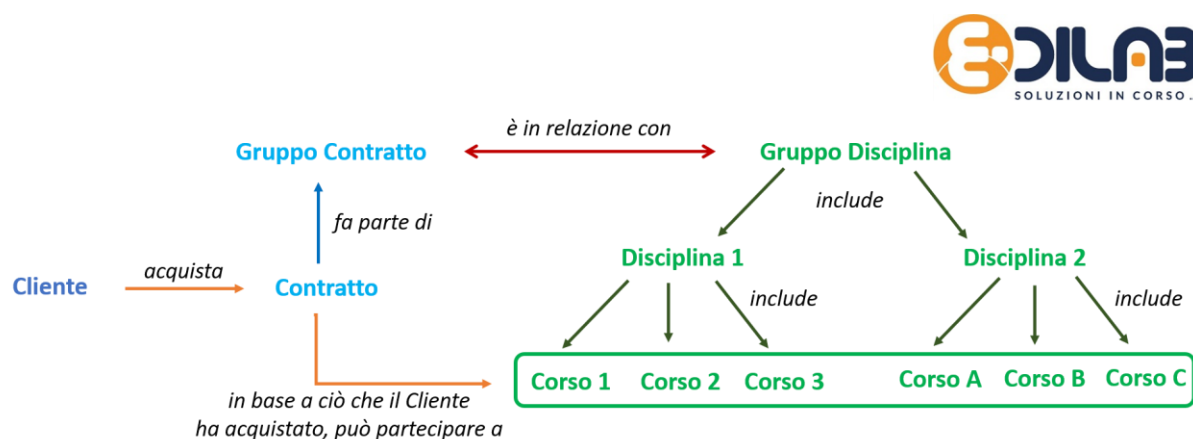 EDILAB
SOLUZIONI IN CORSO.
è in relazione con
Gruppo Contratto
Gruppo Disciplina
include
fa parte di
Disciplina 1
Disciplina 2
acquista
Cliente
Contratto
include
include
Corso 1
Corso 2
Corso 3
Corso A
Corso B
Corso C
in base a ciò che il Cliente
ha acquistato, può partecipare a